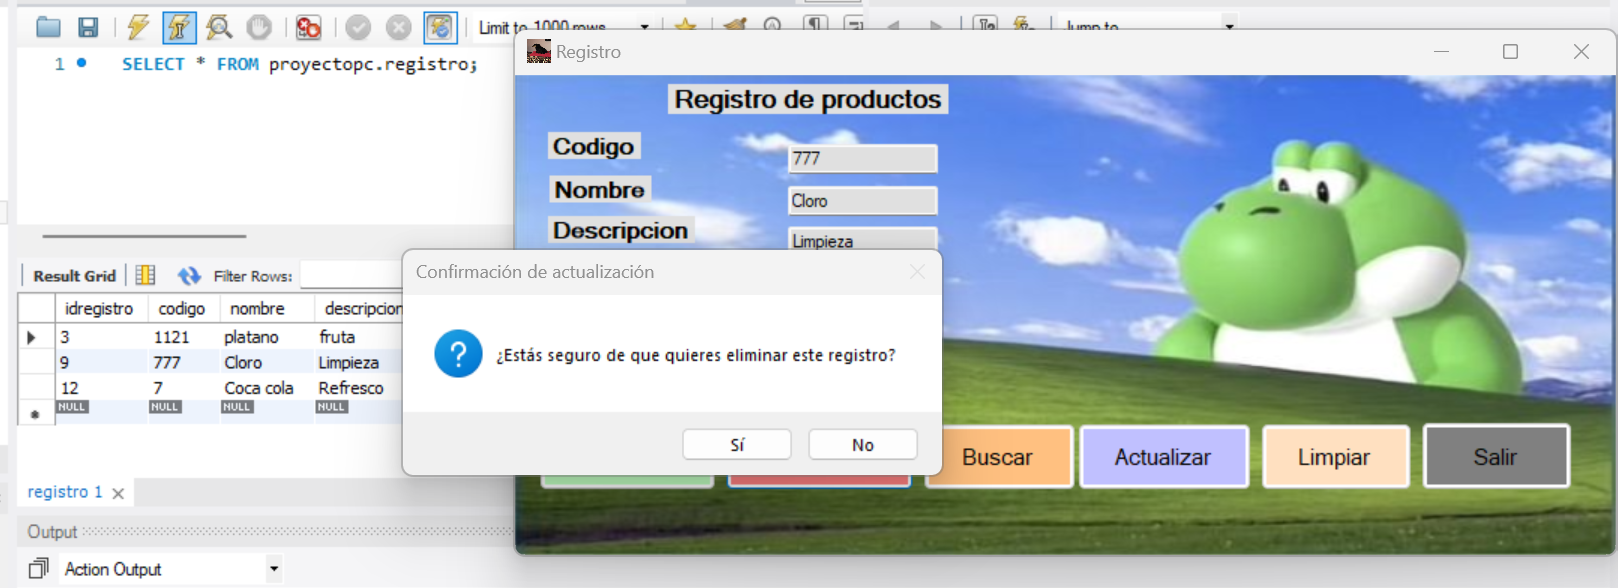 Limit to 1000 rows
Jump to
1 SELECT * FROM proyectopc.registro;
Registro
Registro de productos
Codigo
777
Nombre
Cloro
Descripcion
Limpieza
Result Grid
Filter Rows:
idregistro codigo nombre descripcion
3 1121 platano fruta
9 777 Cloro Limpieza
12 7 Coca cola Refresco
NULL NULL NULL NULL
Confirmación de actualización
¿Estás seguro de que quieres eliminar este registro?
Sí
No
Buscar
Actualizar
Limpiar
Salir
registro 1
Output
Action Output